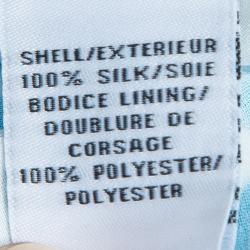 SHELL/EXTERIEUR
100% SILK/SOIE
BODICE LINING/
DOUBLURE DE
CORSAGE
100% POLYESTER/
POLYESTER